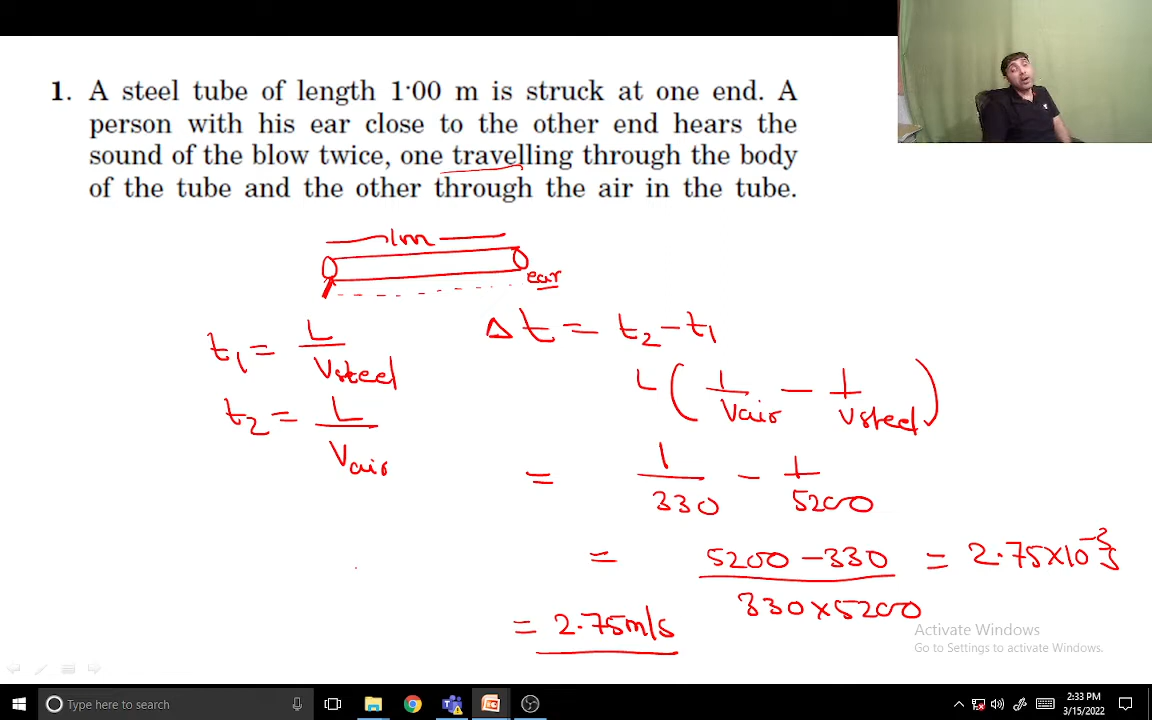 1. A steel tube of length 1·00 m is struck at one end. A
person with his ear close to the other end hears the
sound of the blow twice, one travelling through the body
of the tube and the other through the air in the tube.
1m
ear
t1 = L / Vsteel
t2 = L / Vair
Δt = t2 - t1
L ( 1 / Vair - 1 / Vsteel )
= 1 / 330 - 1 / 5200
= 5200 - 330 / 330 × 5200 = 2.75 × 10⁻³ s
= 2.75 m/s
Activate Windows
Go to Settings to activate Windows.
Type here to search
2:33 PM
3/15/2022